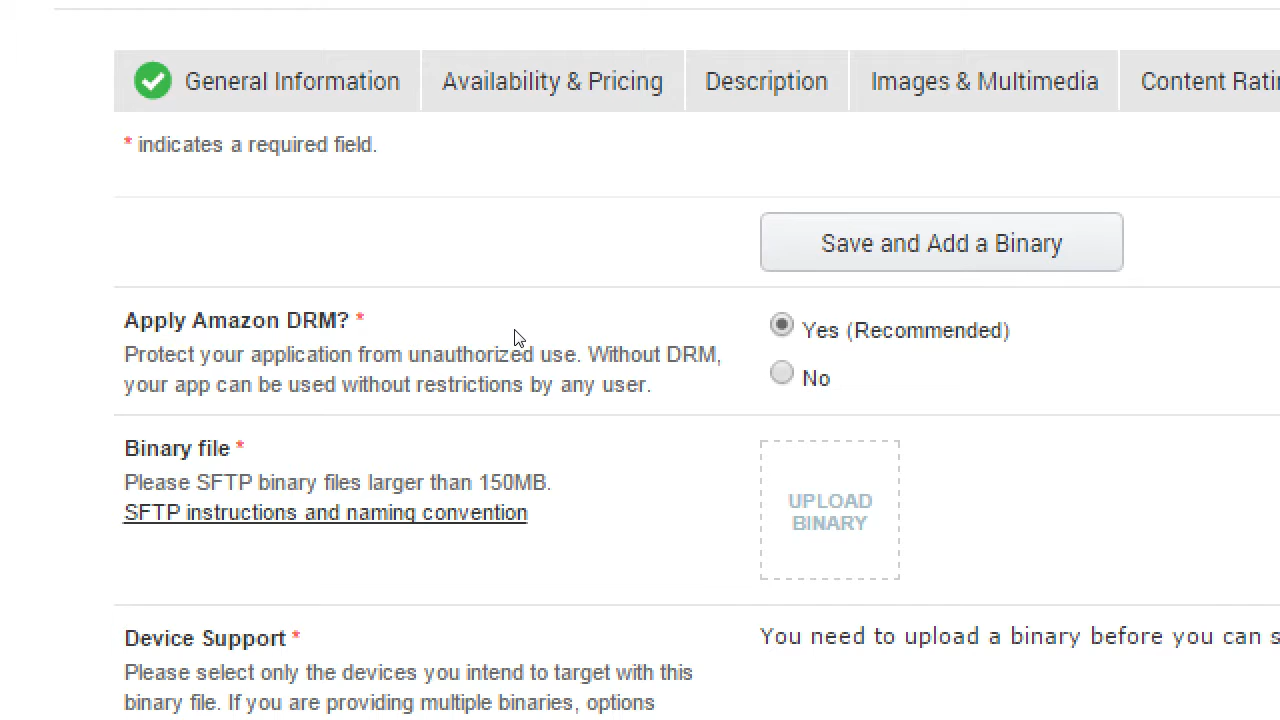 General Information Availability & Pricing Description Images & Multimedia Content
* indicates a required field.
Save and Add a Binary
Apply Amazon DRM? *
Protect your application from unauthorized use. Without DRM,
your app can be used without restrictions by any user.
Yes (Recommended)
No
Binary file *
Please SFTP binary files larger than 150MB.
SFTP instructions and naming convention
UPLOAD
BINARY
Device Support *
Please select only the devices you intend to target with this
binary file. If you are providing multiple binaries, options
You need to upload a binary before you can